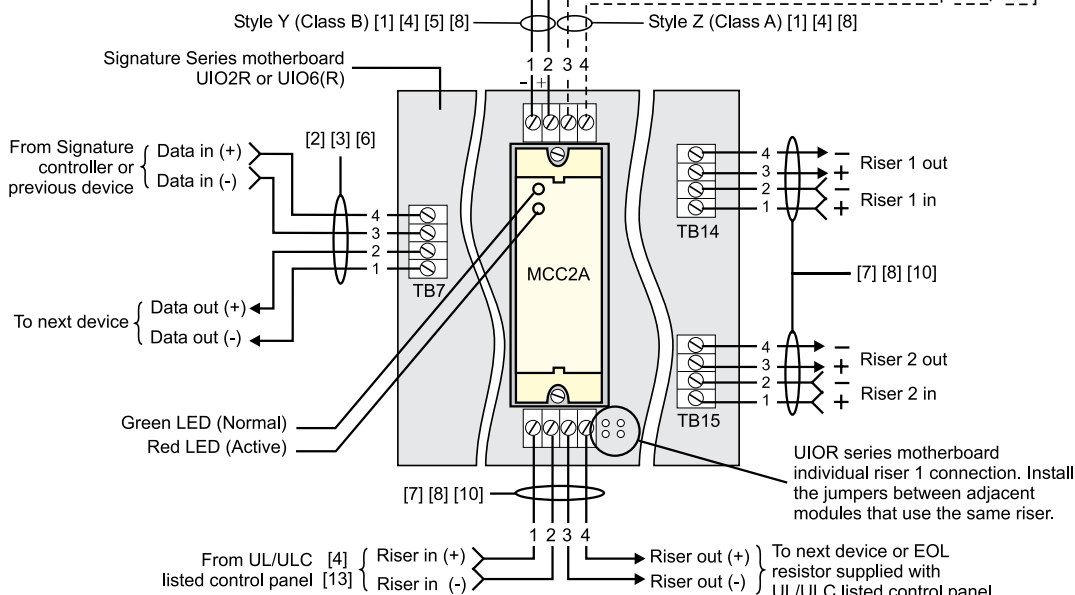 Style Y (Class B) [1] [4] [5] [8]
Style Z (Class A) [1] [4] [8]
Signature Series motherboard
UIO2R or UIO6(R)
1 2 3 4
- +
[2] [3] [6]
From Signature
controller or
previous device
Data in (+)
Data in (-)
4
3
2
1
TB7
To next device
Data out (+)
Data out (-)
MCC2A
4 −
3 +
2 −
1 +
Riser 1 out
Riser 1 in
TB14
[7] [8] [10]
4 −
3 +
2 −
1 +
Riser 2 out
Riser 2 in
TB15
Green LED (Normal)
Red LED (Active)
UIOR series motherboard
individual riser 1 connection. Install
the jumpers between adjacent
modules that use the same riser.
[7] [8] [10]
1 2 3 4
From UL/ULC [4]
listed control panel [13]
Riser in (+)
Riser in (-)
Riser out (+)
Riser out (-)
To next device or EOL
resistor supplied with
UL/ULC listed control panel